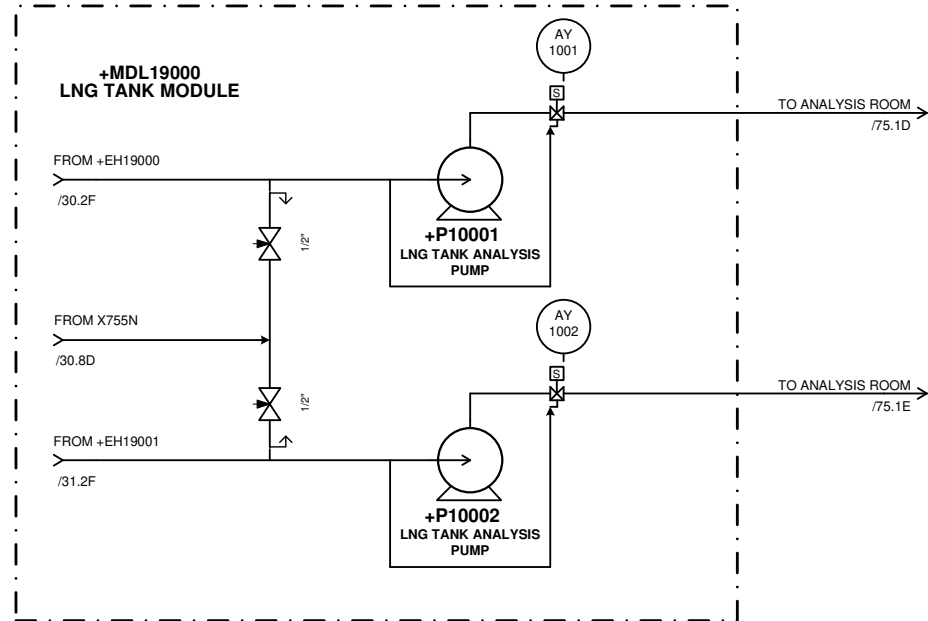 AY
1001
+MDL19000
LNG TANK MODULE
S
TO ANALYSIS ROOM
/75.1D
FROM +EH19000
/30.2F
+P10001
LNG TANK ANALYSIS
PUMP
1/2"
FROM X755N
/30.8D
AY
1002
S
TO ANALYSIS ROOM
/75.1E
1/2"
FROM +EH19001
/31.2F
+P10002
LNG TANK ANALYSIS
PUMP